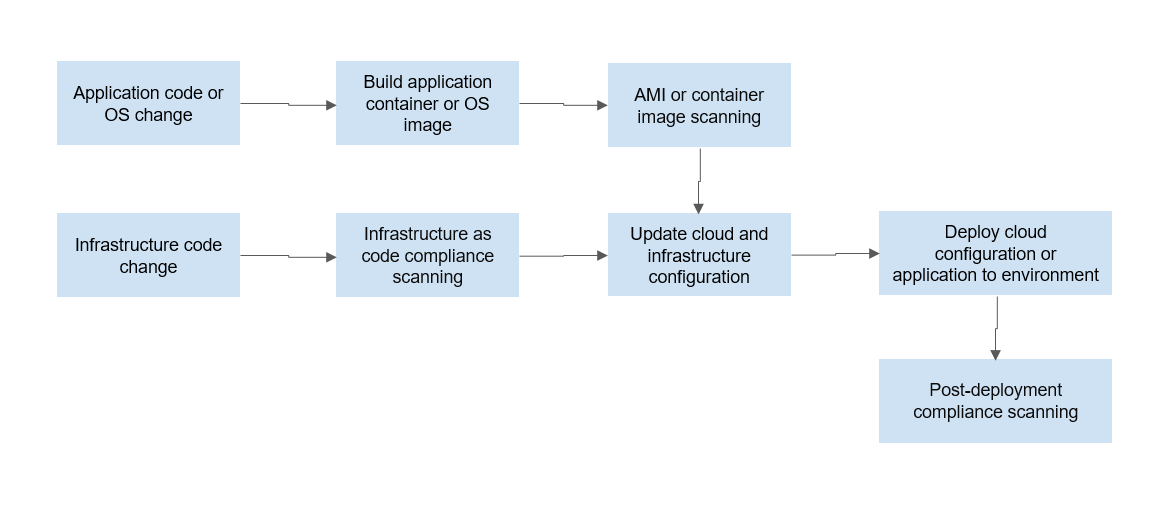 Application code or
OS change
Build application
container or OS
image
AMI or container
image scanning
Infrastructure code
change
Infrastructure as
code compliance
scanning
Update cloud and
infrastructure
configuration
Deploy cloud
configuration or
application to environment
Post-deployment
compliance scanning